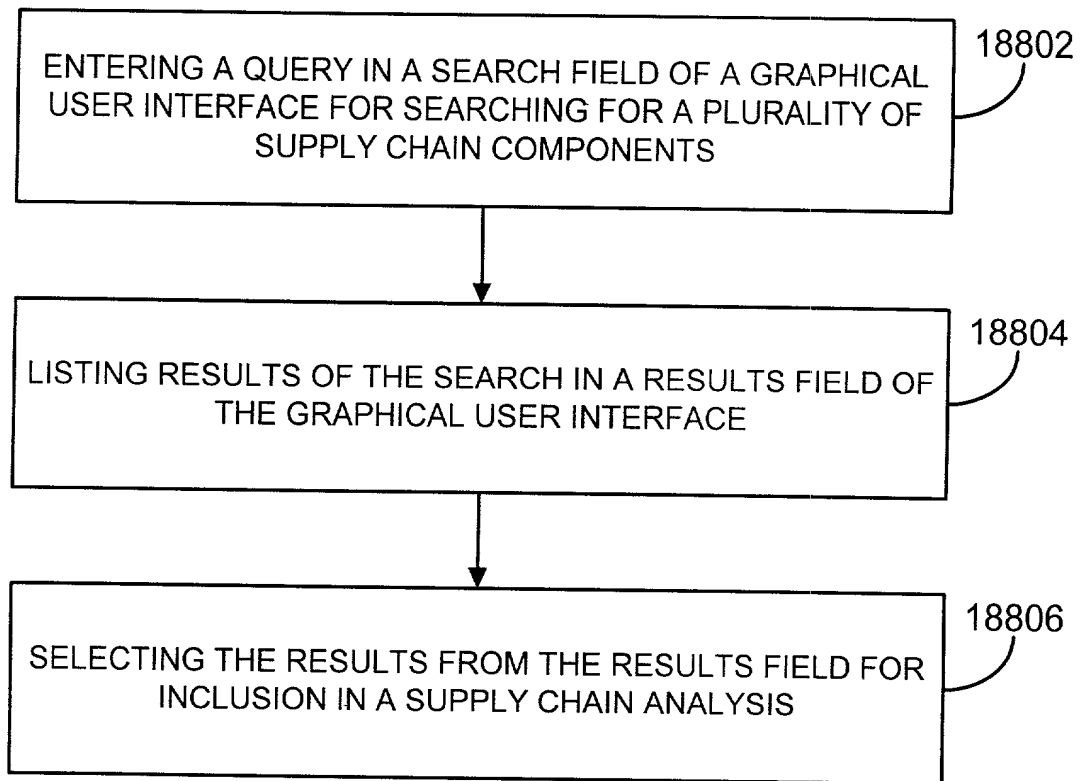 18802
ENTERING A QUERY IN A SEARCH FIELD OF A GRAPHICAL
USER INTERFACE FOR SEARCHING FOR A PLURALITY OF
SUPPLY CHAIN COMPONENTS
18804
LISTING RESULTS OF THE SEARCH IN A RESULTS FIELD OF
THE GRAPHICAL USER INTERFACE
18806
SELECTING THE RESULTS FROM THE RESULTS FIELD FOR
INCLUSION IN A SUPPLY CHAIN ANALYSIS